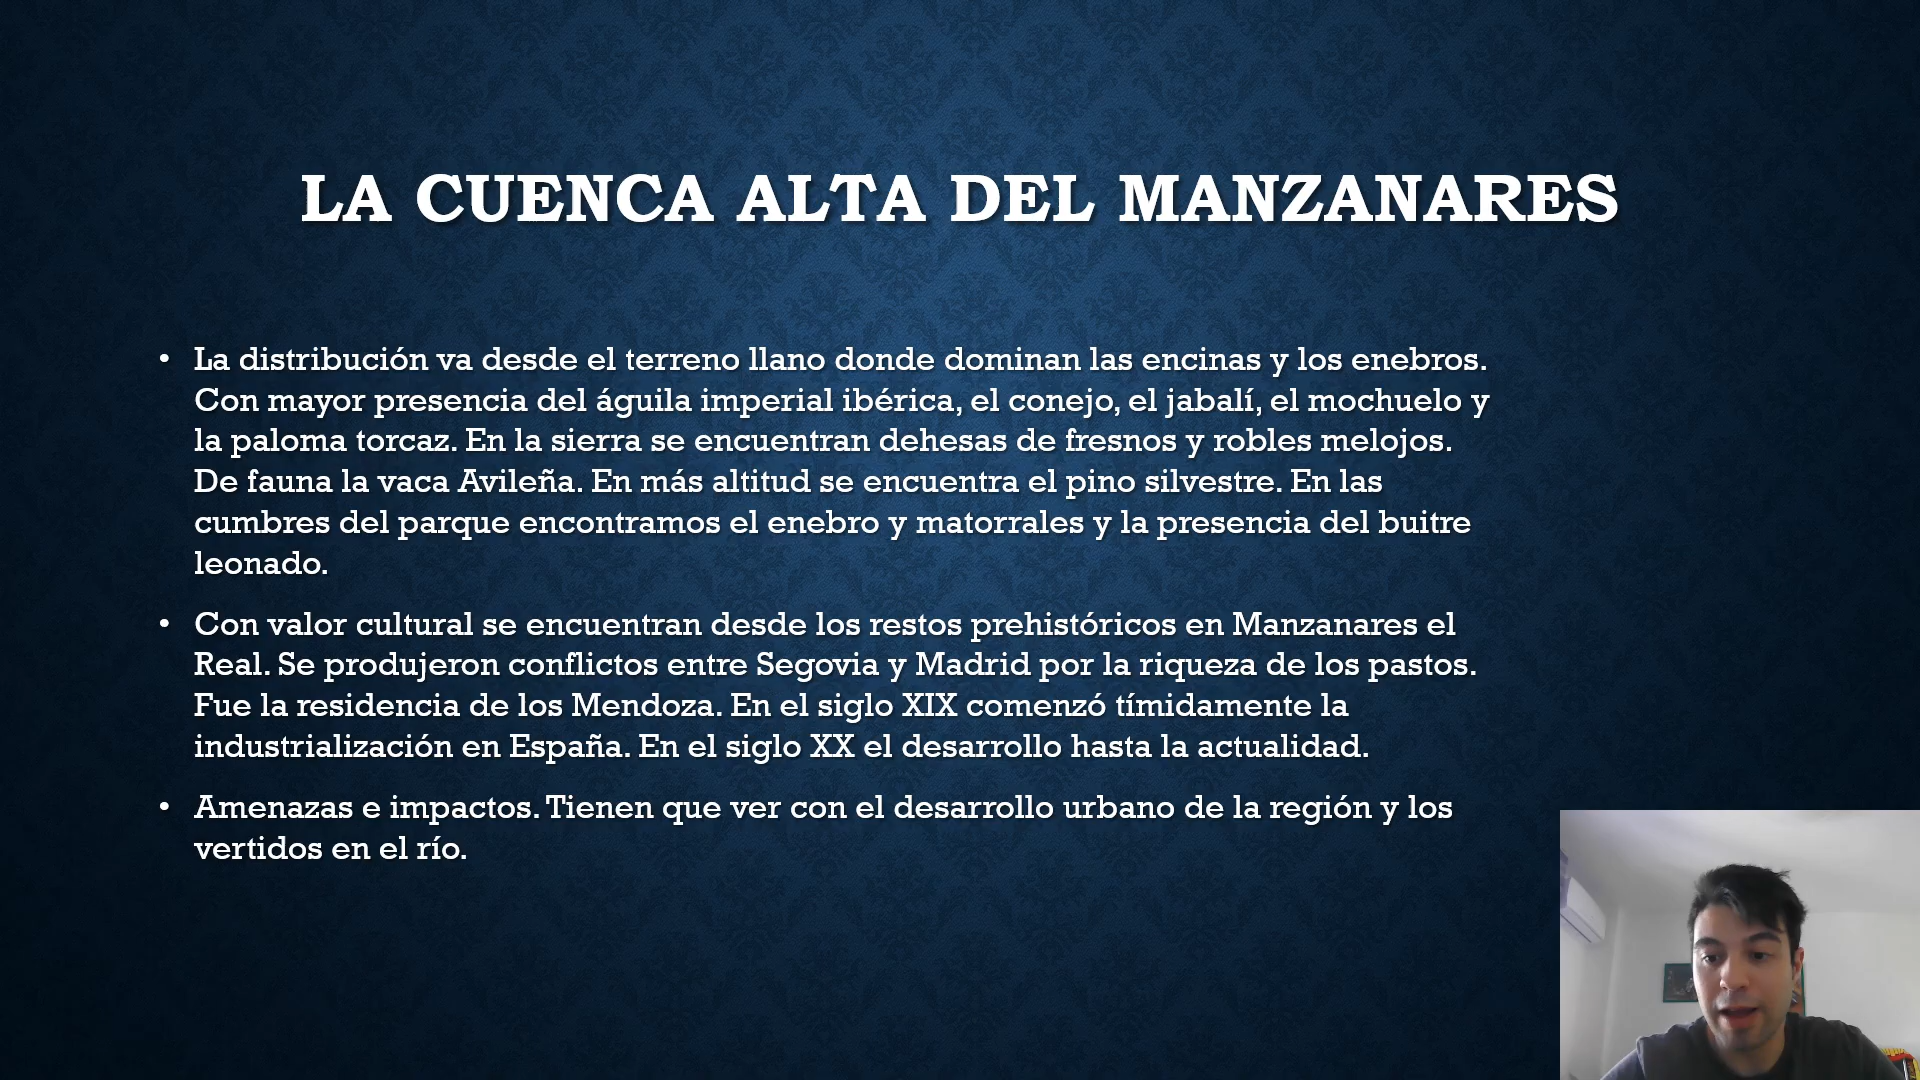 LA CUENCA ALTA DEL MANZANARES
• La distribución va desde el terreno llano donde dominan las encinas y los enebros.
Con mayor presencia del águila imperial ibérica, el conejo, el jabalí, el mochuelo y
la paloma torcaz. En la sierra se encuentran dehesas de fresnos y robles melojos.
De fauna la vaca Avileña. En más altitud se encuentra el pino silvestre. En las
cumbres del parque encontramos el enebro y matorrales y la presencia del buitre
leonado.
• Con valor cultural se encuentran desde los restos prehistóricos en Manzanares el
Real. Se produjeron conflictos entre Segovia y Madrid por la riqueza de los pastos.
Fue la residencia de los Mendoza. En el siglo XIX comenzó tímidamente la
industrialización en España. En el siglo XX el desarrollo hasta la actualidad.
• Amenazas e impactos. Tienen que ver con el desarrollo urbano de la región y los
vertidos en el río.